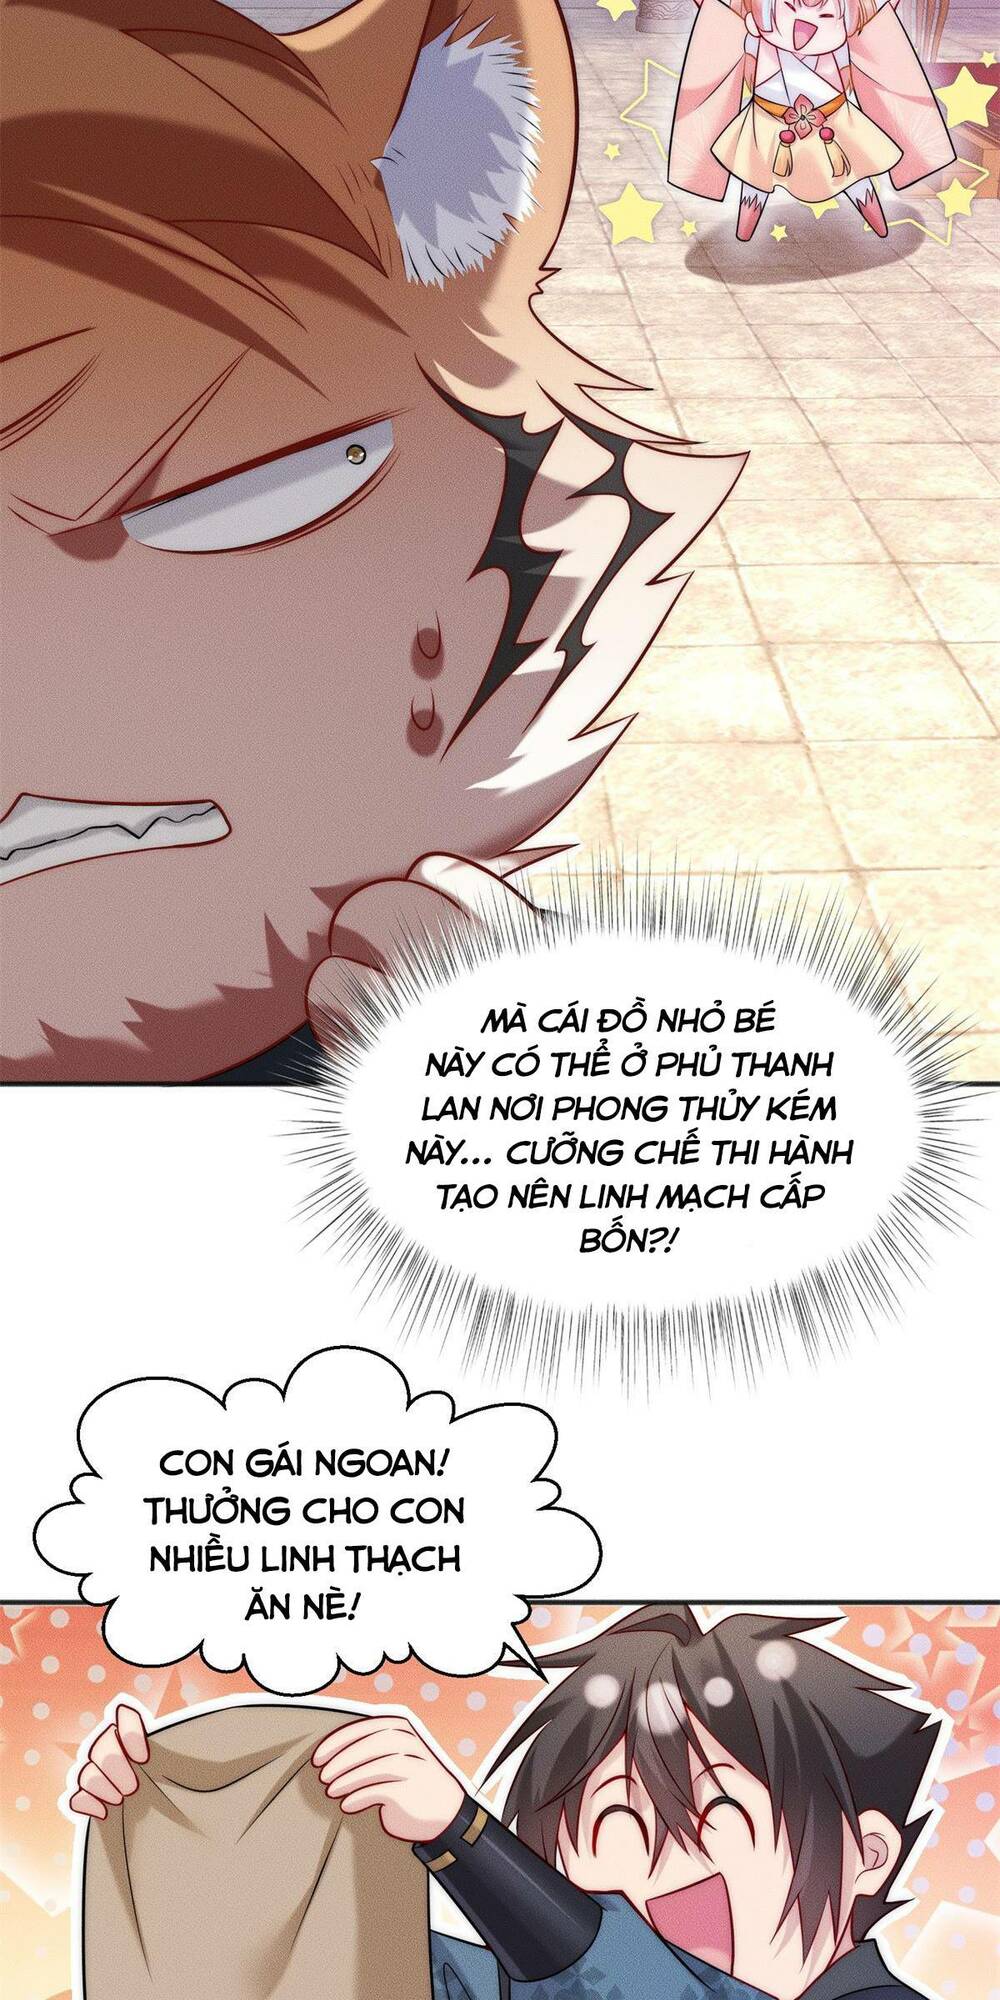 MÀ CÁI ĐỒ NHỎ BÉ
NÀY CÓ THỂ Ở PHỦ THANH
LAN NƠI PHONG THỦY KÉM
NÀY... CƯỠNG CHẾ THI HÀNH
TẠO NÊN LINH MẠCH CẤP
BỐN?!
CON GÁI NGOAN!
THƯỞNG CHO CON
NHIỀU LINH THẠCH
ĂN NÈ!